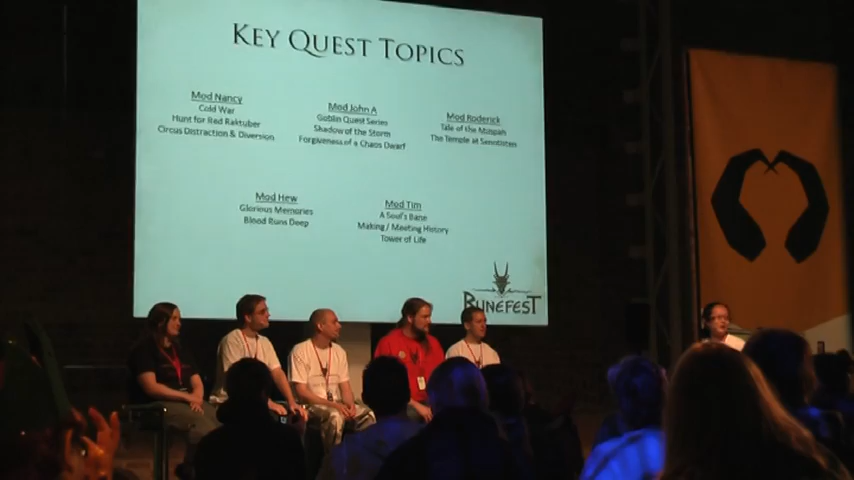 KEY QUEST TOPICS
Mod Nancy
Cold War
Hunt for Red Raktuber
Circus Distraction & Diversion
Mod John A
Goblin Quest Series
Shadow of the Storm
Forgiveness of a Chaos Dwarf
Mod Roderick
Tale of the Muspah
The Temple at Senntisten
Mod Hew
Glorious Memories
Blood Runs Deep
Mod Tim
A Soul's Bane
Making / Meeting History
Tower of Life
RUNEFEST